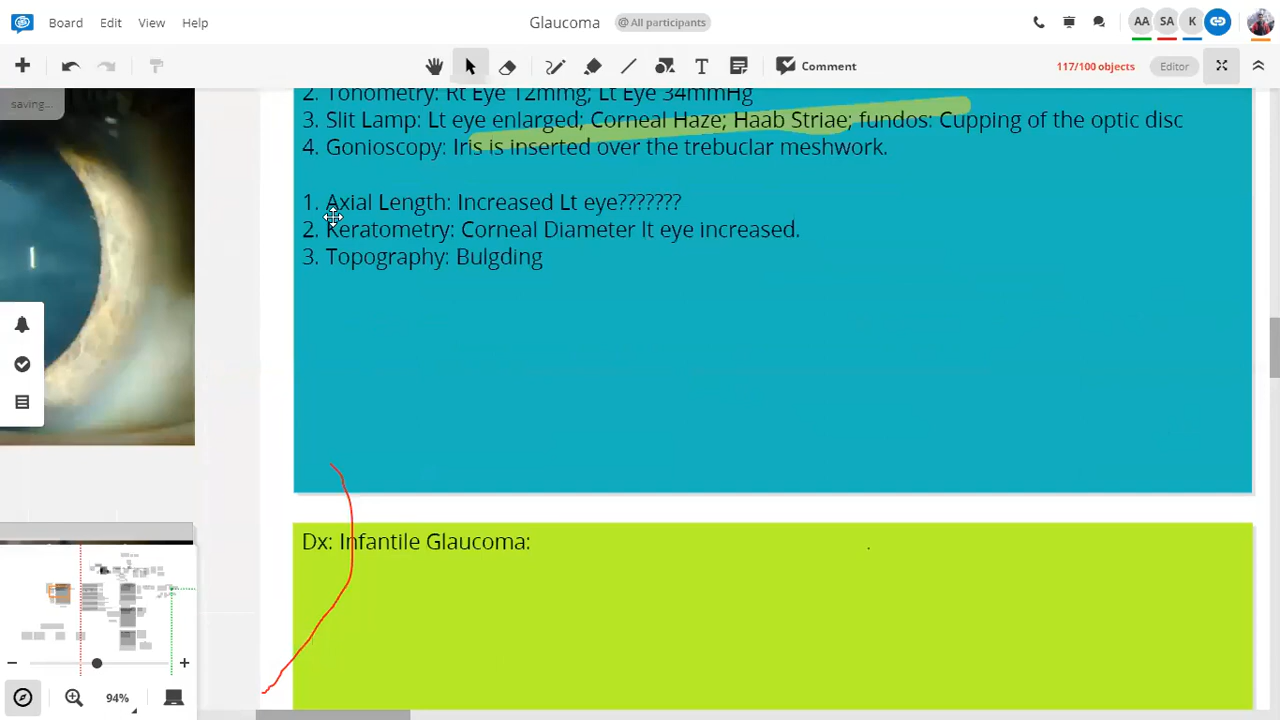 Board Edit View Help
Glaucoma
@ All participants
AA SA K
T
Comment
117/100 objects
Editor
saving...
2. Tonometry: Rt Eye 12mmg; Lt Eye 34mmHg
3. Slit Lamp: Lt eye enlarged; Corneal Haze; Haab Striae; fundos: Cupping of the optic disc
4. Gonioscopy: Iris is inserted over the trebuclar meshwork.
1. Axial Length: Increased Lt eye???????
2. Keratometry: Corneal Diameter lt eye increased.
3. Topography: Bulgding
Dx: Infantile Glaucoma:
94%